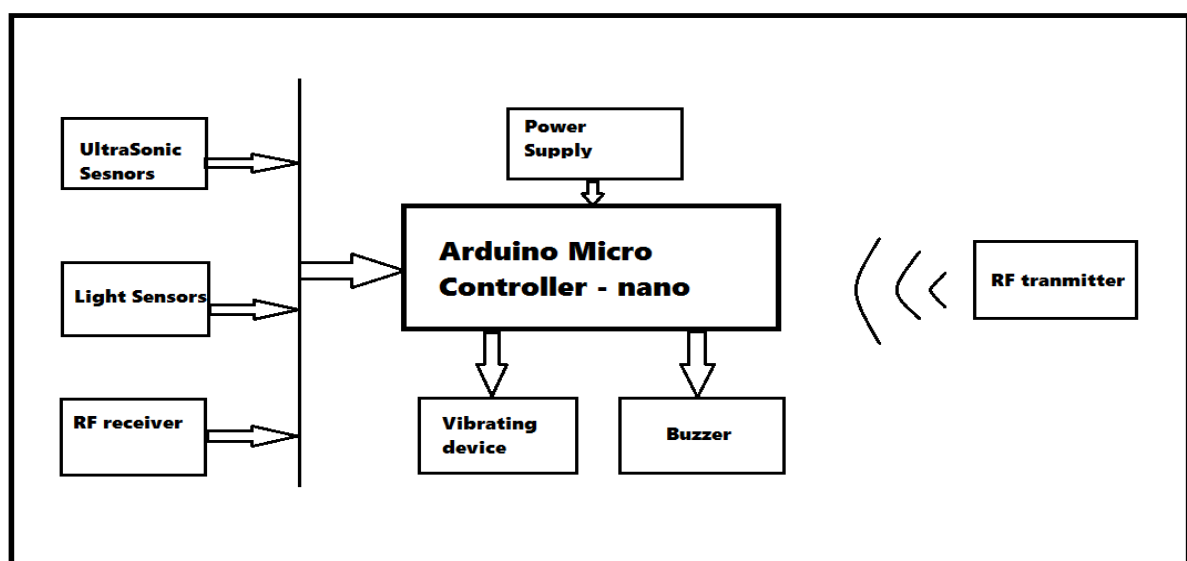 UltraSonic
Sesnors
Power
Supply
Arduino Micro
Controller - nano
Light Sensors
RF tranmitter
RF receiver
Vibrating
device
Buzzer